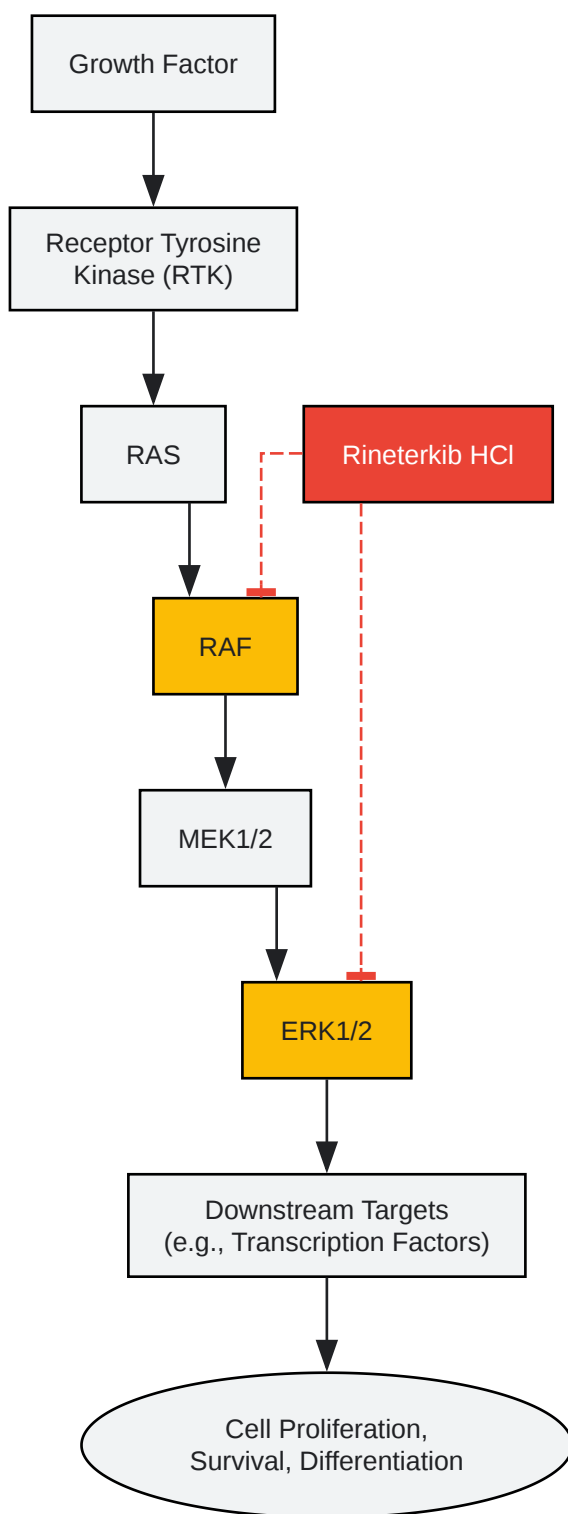 Growth Factor
Receptor Tyrosine
Kinase (RTK)
RAS
Rineterkib HCl
RAF
MEK1/2
ERK1/2
Downstream Targets
(e.g., Transcription Factors)
Cell Proliferation,
Survival, Differentiation